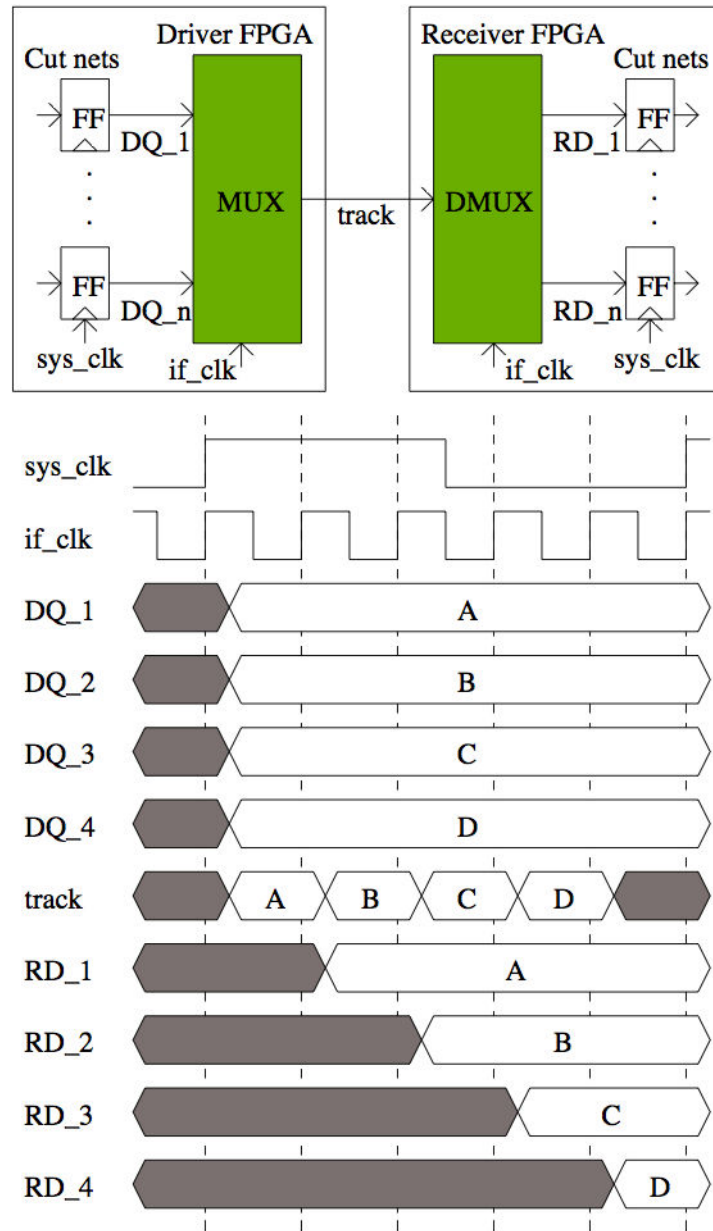 Driver FPGA Receiver FPGA
Cut nets Cut nets
FF FF
DQ_1 RD_1
MUX track DMUX
FF FF
DQ_n RD_n
sys_clk if_clk if_clk sys_clk
sys_clk
if_clk
DQ_1 A
DQ_2 B
DQ_3 C
DQ_4 D
track A B C D
RD_1 A
RD_2 B
RD_3 C
RD_4 D